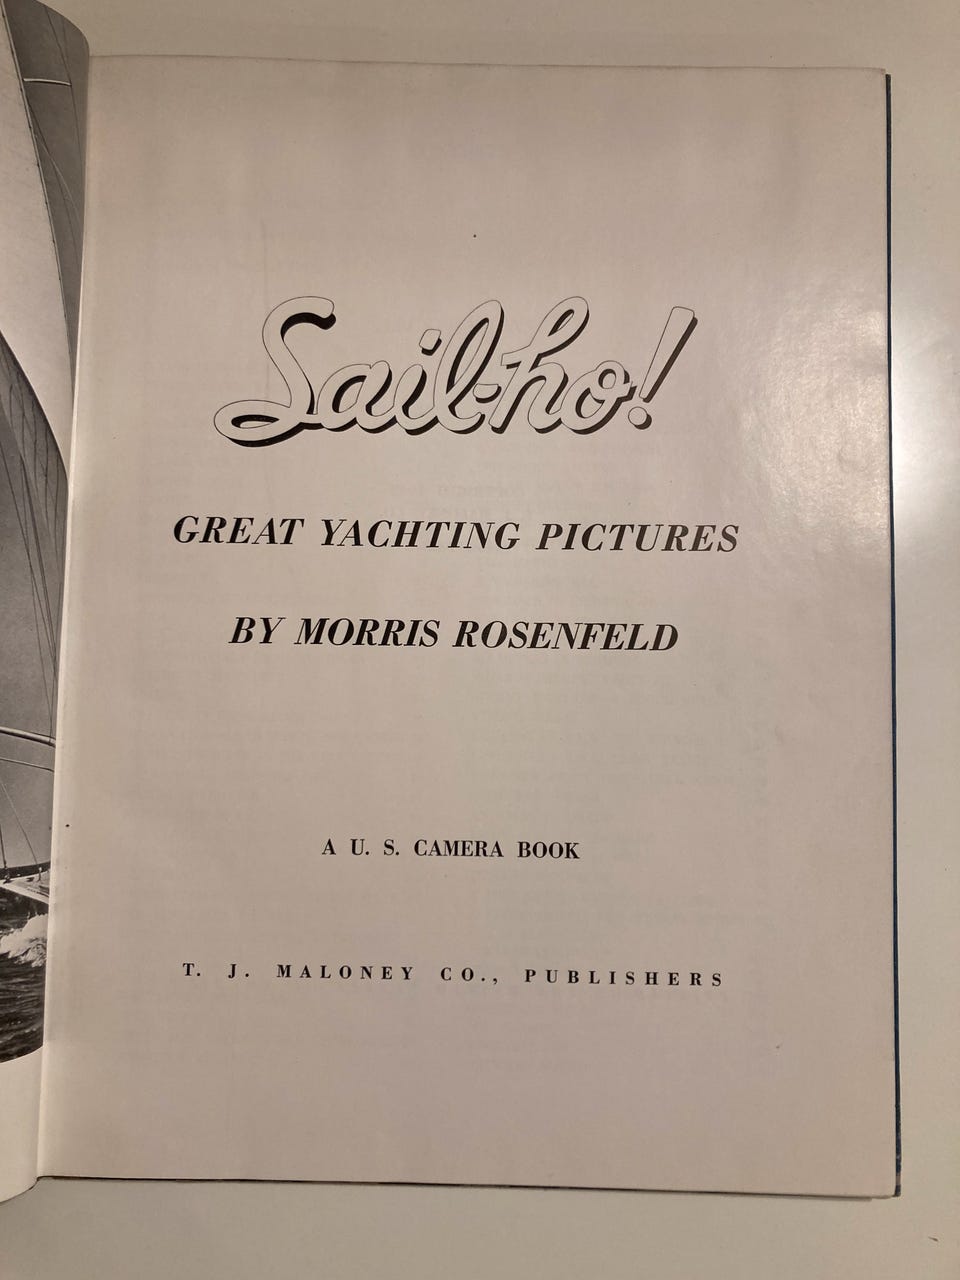 Sail-ho!
GREAT YACHTING PICTURES
BY MORRIS ROSENFELD
A U. S. CAMERA BOOK
T. J. MALONEY CO., PUBLISHERS